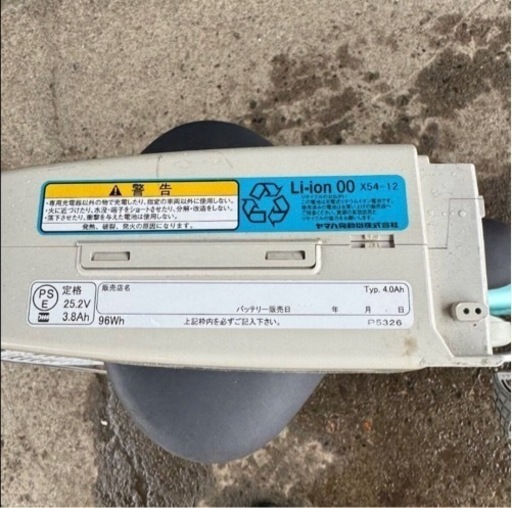 警告
・専用充電器以外の物で充電したり、指定の車両以外に使用しない。
・火に近づけたり、水没・端子をショートさせたり、分解・改造をしない。
・落下させたり、衝撃を与えた電池は使用しない。
発熱、破裂、発火の原因になります。
Li-ion 00 X54-12
ヤマハ発動機株式会社
PS
E
定格
25.2V
3.8Ah
96Wh
販売店名
Typ. 4.0Ah
バッテリー販売日 年 月 日
上記枠内を必ずご記入下さい。
P5326